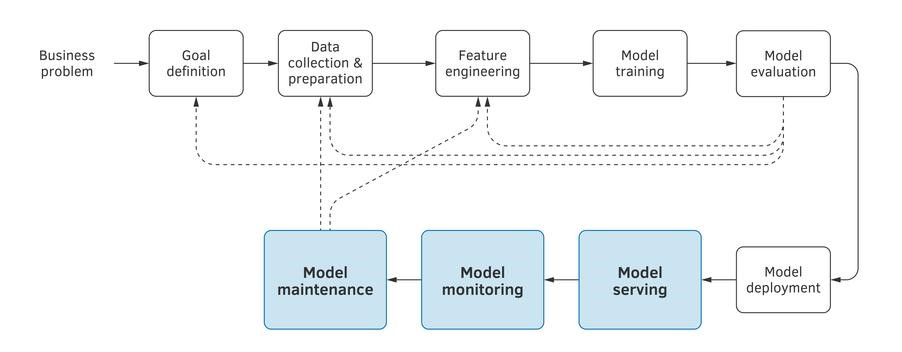 Business
problem
Goal
definition
Data
collection &
preparation
Feature
engineering
Model
training
Model
evaluation
Model
maintenance
Model
monitoring
Model
serving
Model
deployment